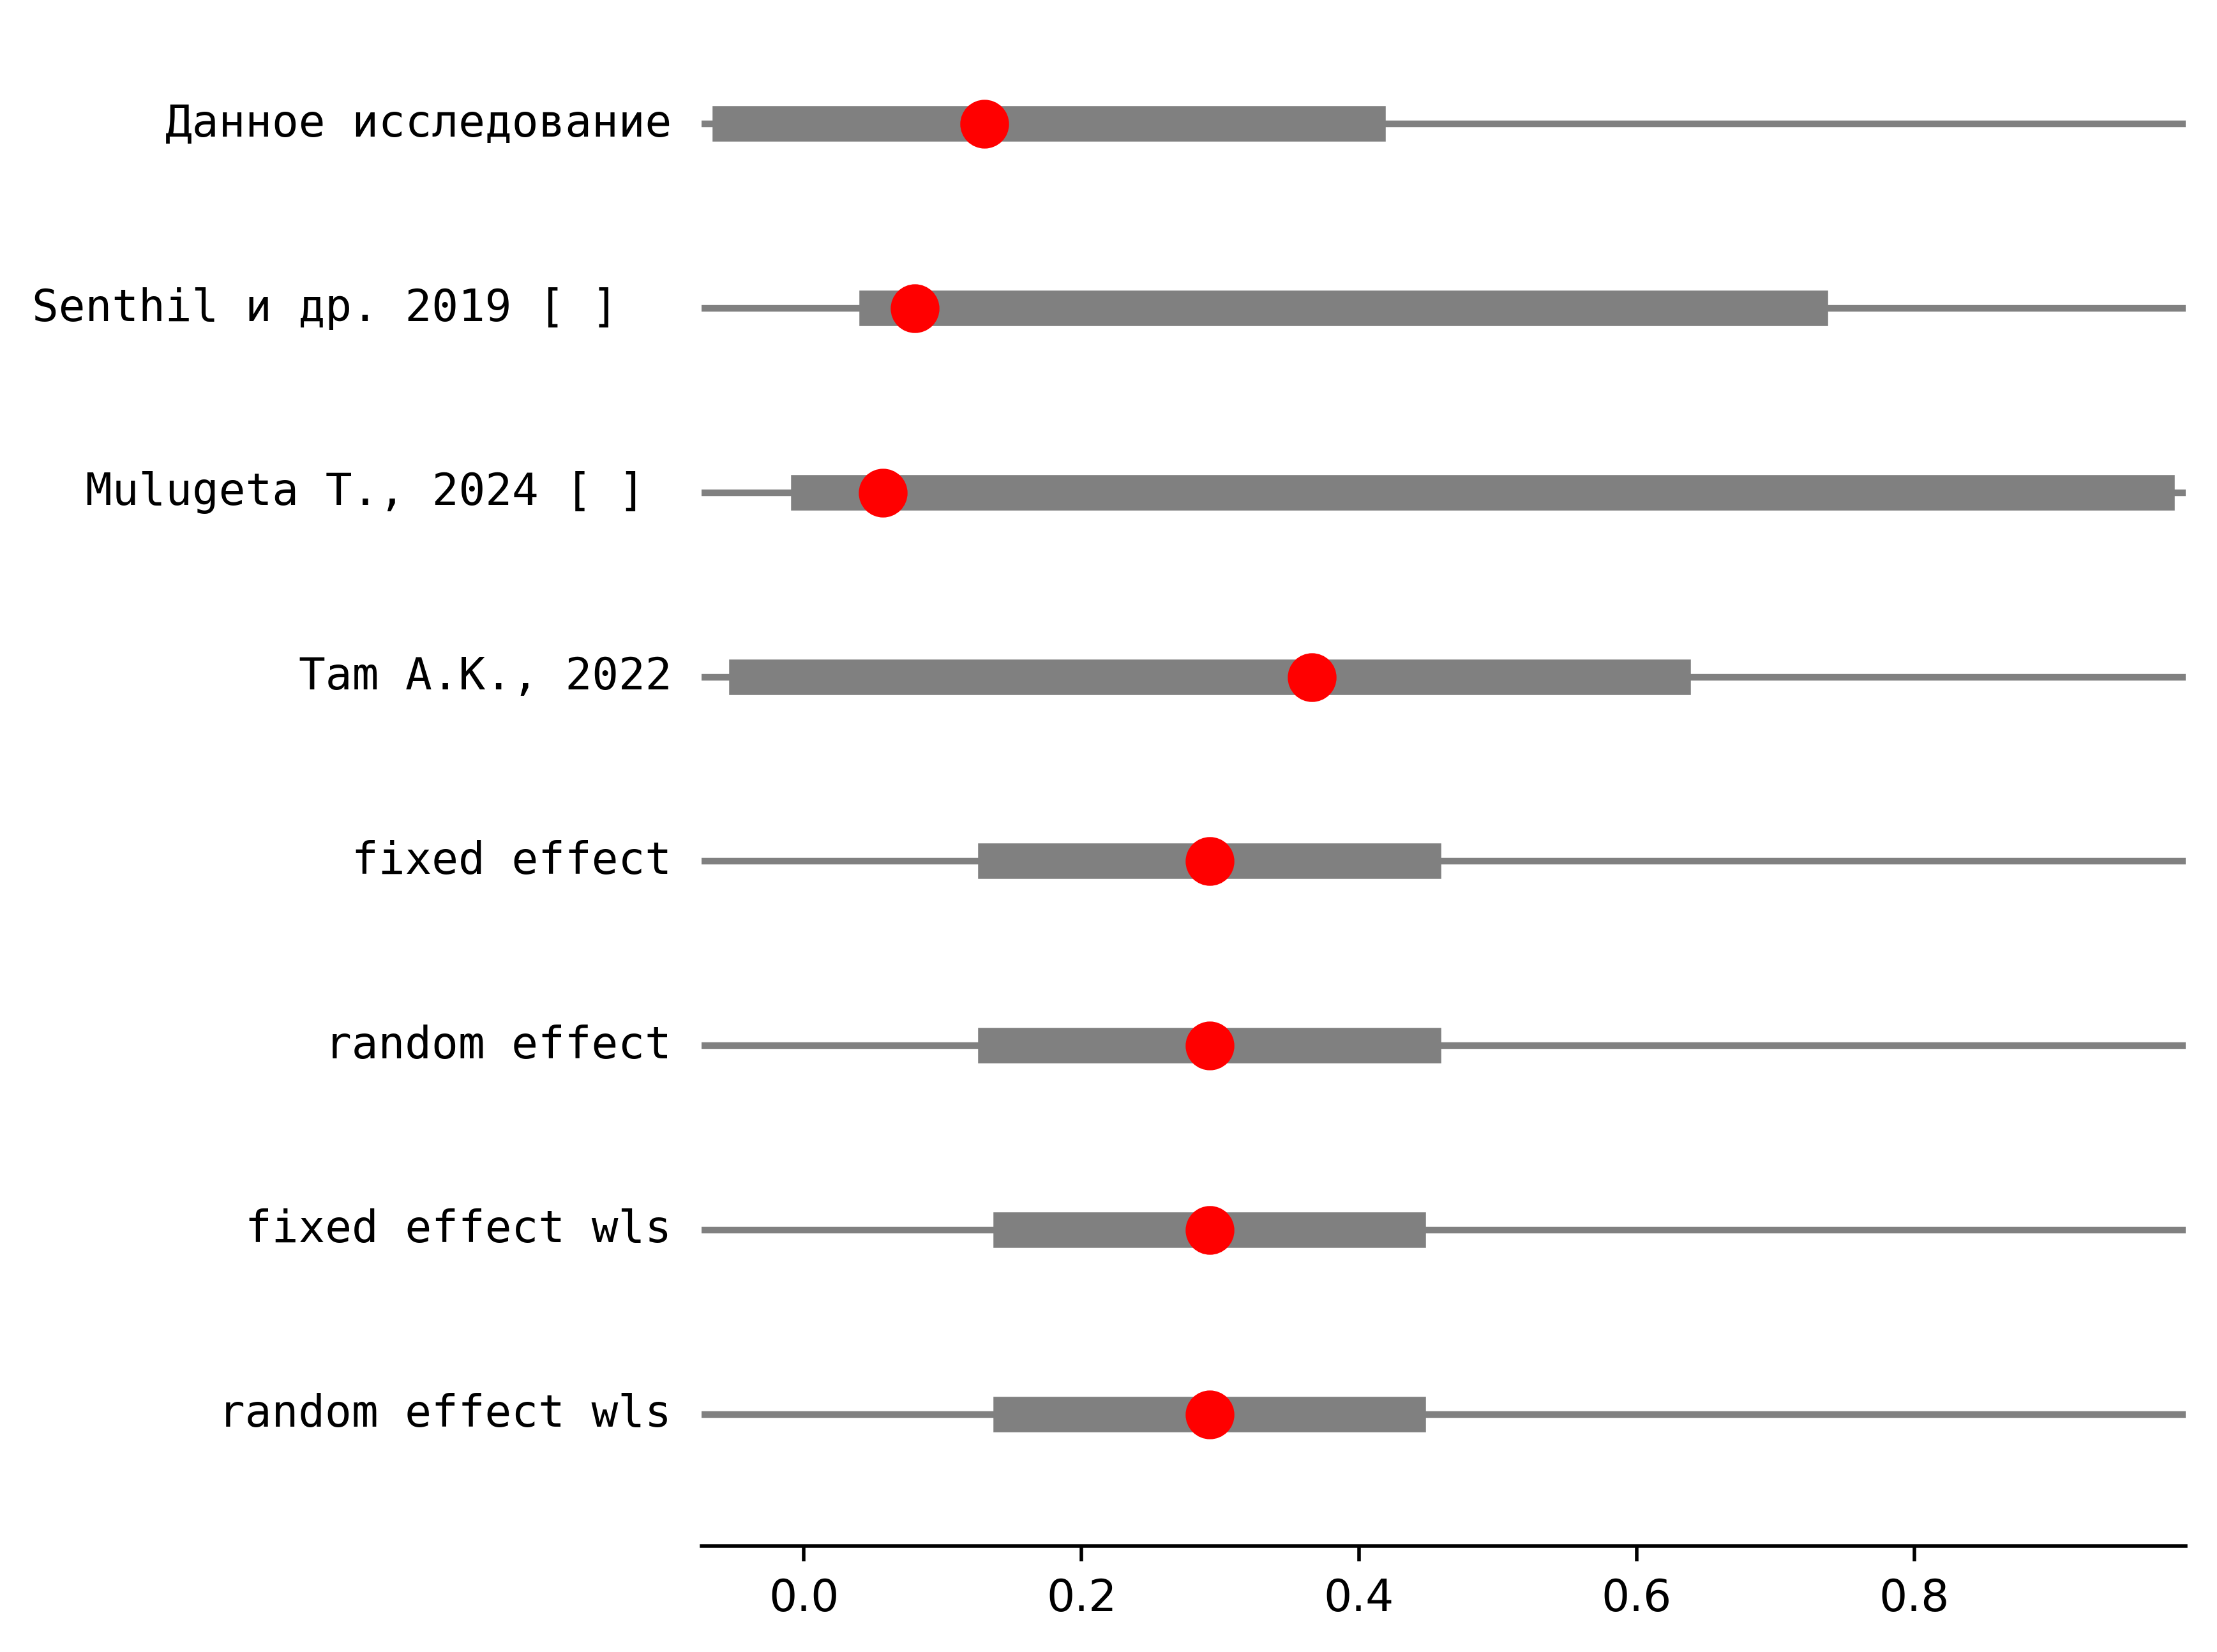 Данное исследование
Senthil и др. 2019 [ ]
Mulugeta T., 2024 [ ]
Tam A.K., 2022
fixed effect
random effect
fixed effect wls
random effect wls
0.0 0.2 0.4 0.6 0.8